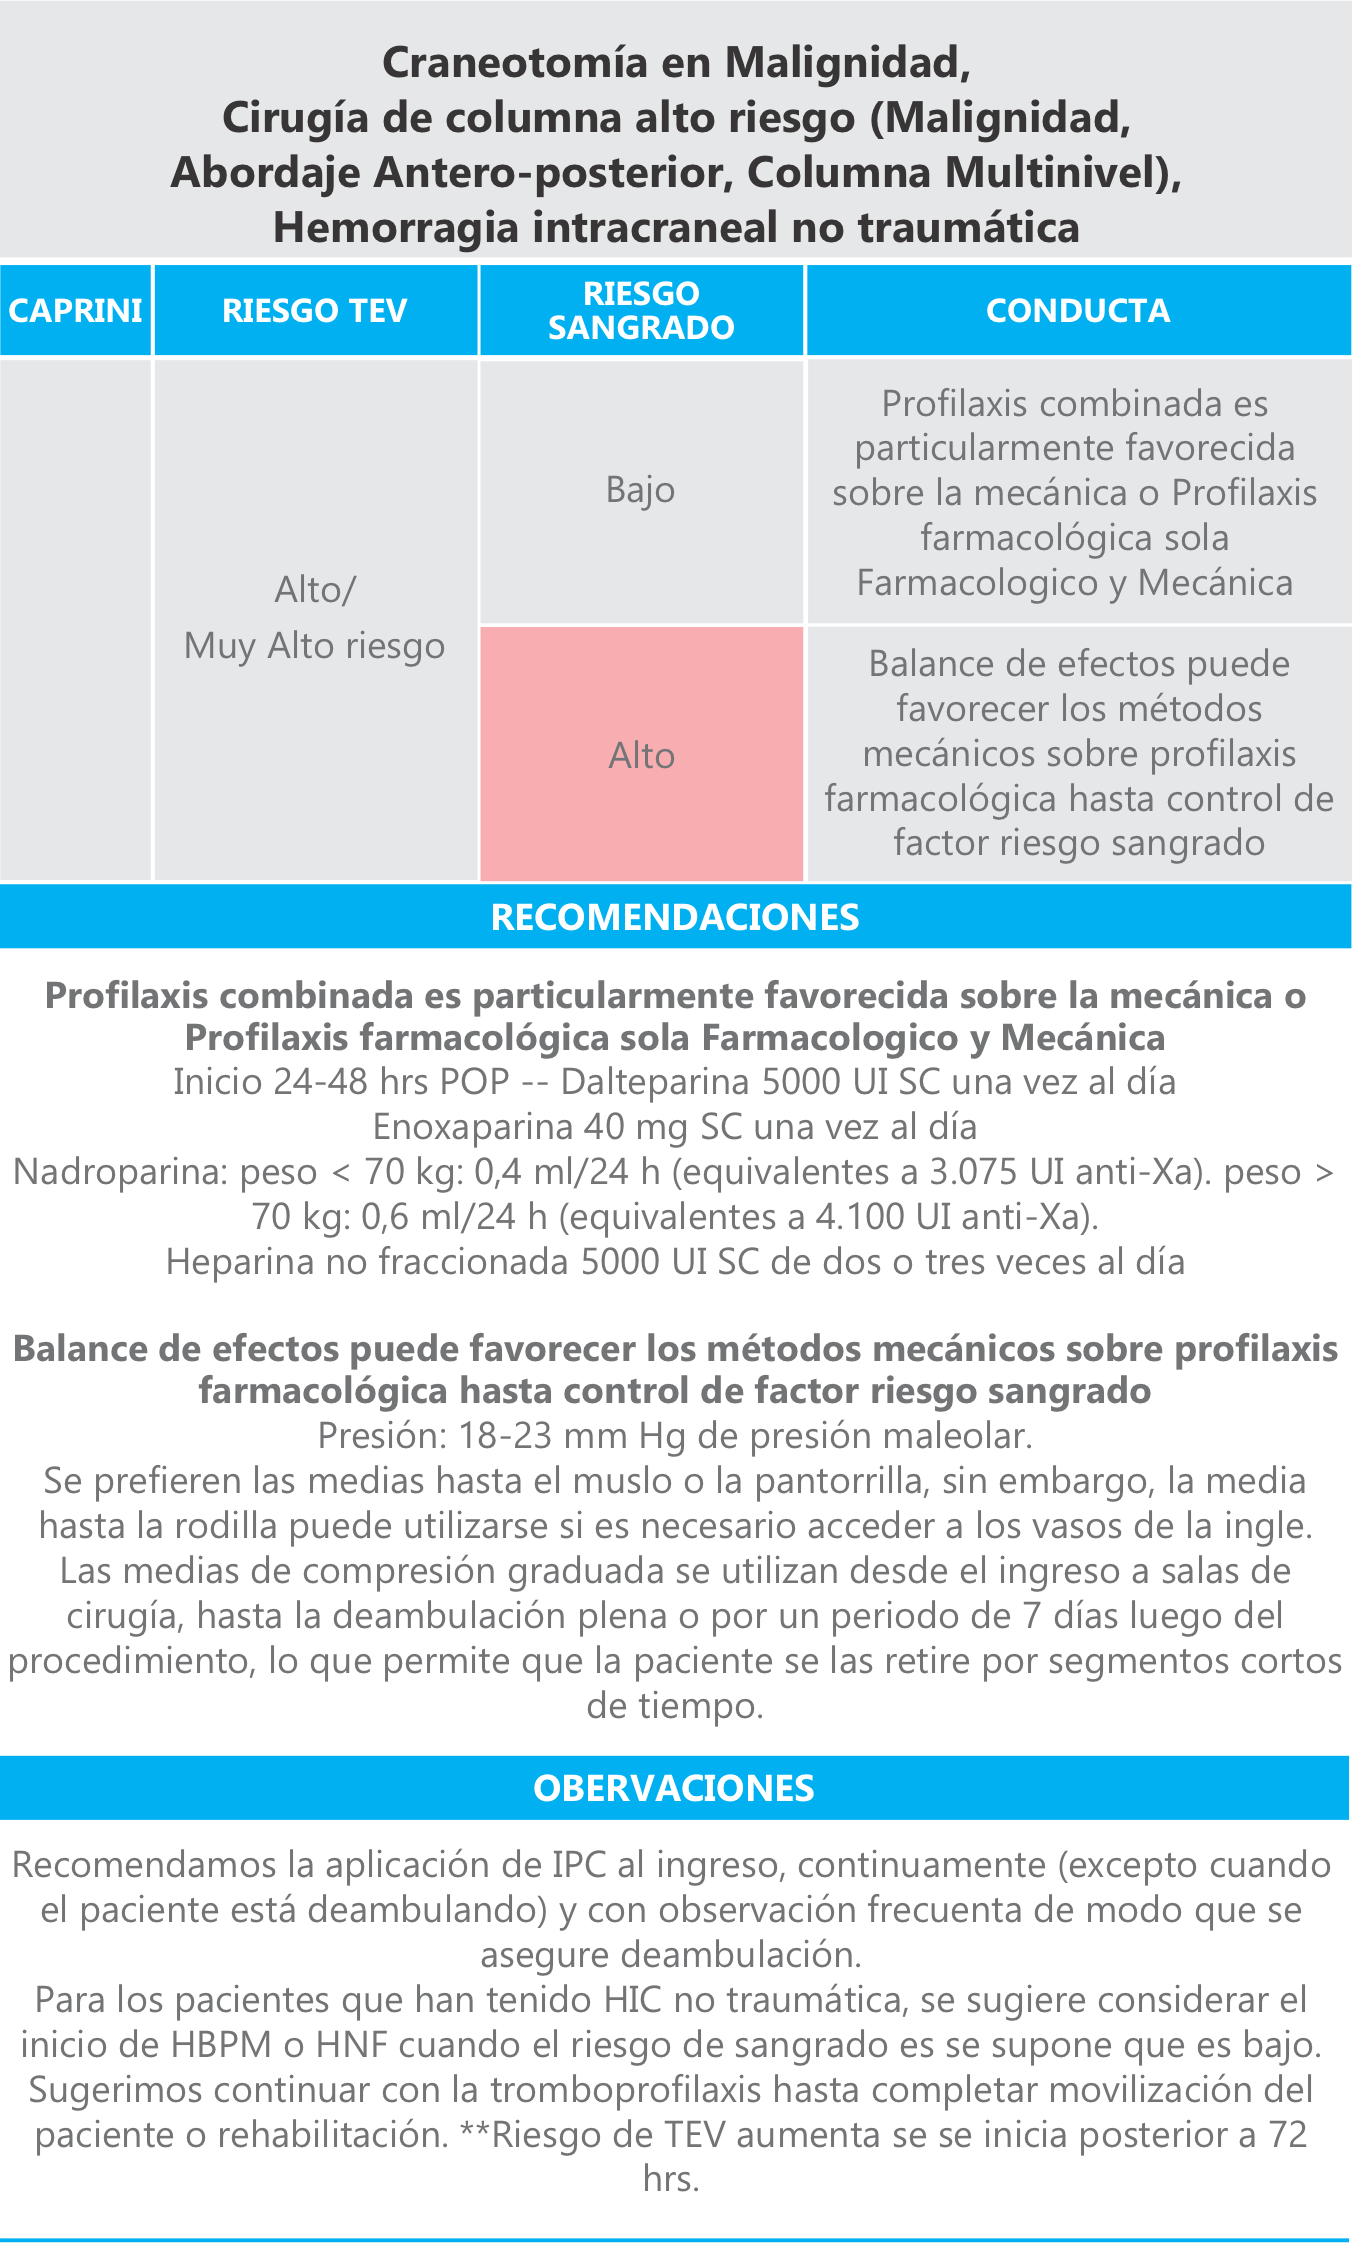 Craneotomía en Malignidad,
Cirugía de columna alto riesgo (Malignidad,
Abordaje Antero-posterior, Columna Multinivel),
Hemorragia intracraneal no traumática
CAPRINI
RIESGO TEV
RIESGO
SANGRADO
CONDUCTA
Alto/
Muy Alto riesgo
Bajo
Profilaxis combinada es
particularmente favorecida
sobre la mecánica o Profilaxis
farmacológica sola
Farmacologico y Mecánica
Alto
Balance de efectos puede
favorecer los métodos
mecánicos sobre profilaxis
farmacológica hasta control de
factor riesgo sangrado
RECOMENDACIONES
Profilaxis combinada es particularmente favorecida sobre la mecánica o
Profilaxis farmacológica sola Farmacologico y Mecánica
Inicio 24-48 hrs POP -- Dalteparina 5000 UI SC una vez al día
Enoxaparina 40 mg SC una vez al día
Nadroparina: peso < 70 kg: 0,4 ml/24 h (equivalentes a 3.075 UI anti-Xa). peso >
70 kg: 0,6 ml/24 h (equivalentes a 4.100 UI anti-Xa).
Heparina no fraccionada 5000 UI SC de dos o tres veces al día
Balance de efectos puede favorecer los métodos mecánicos sobre profilaxis
farmacológica hasta control de factor riesgo sangrado
Presión: 18-23 mm Hg de presión maleolar.
Se prefieren las medias hasta el muslo o la pantorrilla, sin embargo, la media
hasta la rodilla puede utilizarse si es necesario acceder a los vasos de la ingle.
Las medias de compresión graduada se utilizan desde el ingreso a salas de
cirugía, hasta la deambulación plena o por un periodo de 7 días luego del
procedimiento, lo que permite que la paciente se las retire por segmentos cortos
de tiempo.
OBERVACIONES
Recomendamos la aplicación de IPC al ingreso, continuamente (excepto cuando
el paciente está deambulando) y con observación frecuenta de modo que se
asegure deambulación.
Para los pacientes que han tenido HIC no traumática, se sugiere considerar el
inicio de HBPM o HNF cuando el riesgo de sangrado es se supone que es bajo.
Sugerimos continuar con la tromboprofilaxis hasta completar movilización del
paciente o rehabilitación. **Riesgo de TEV aumenta se se inicia posterior a 72
hrs.